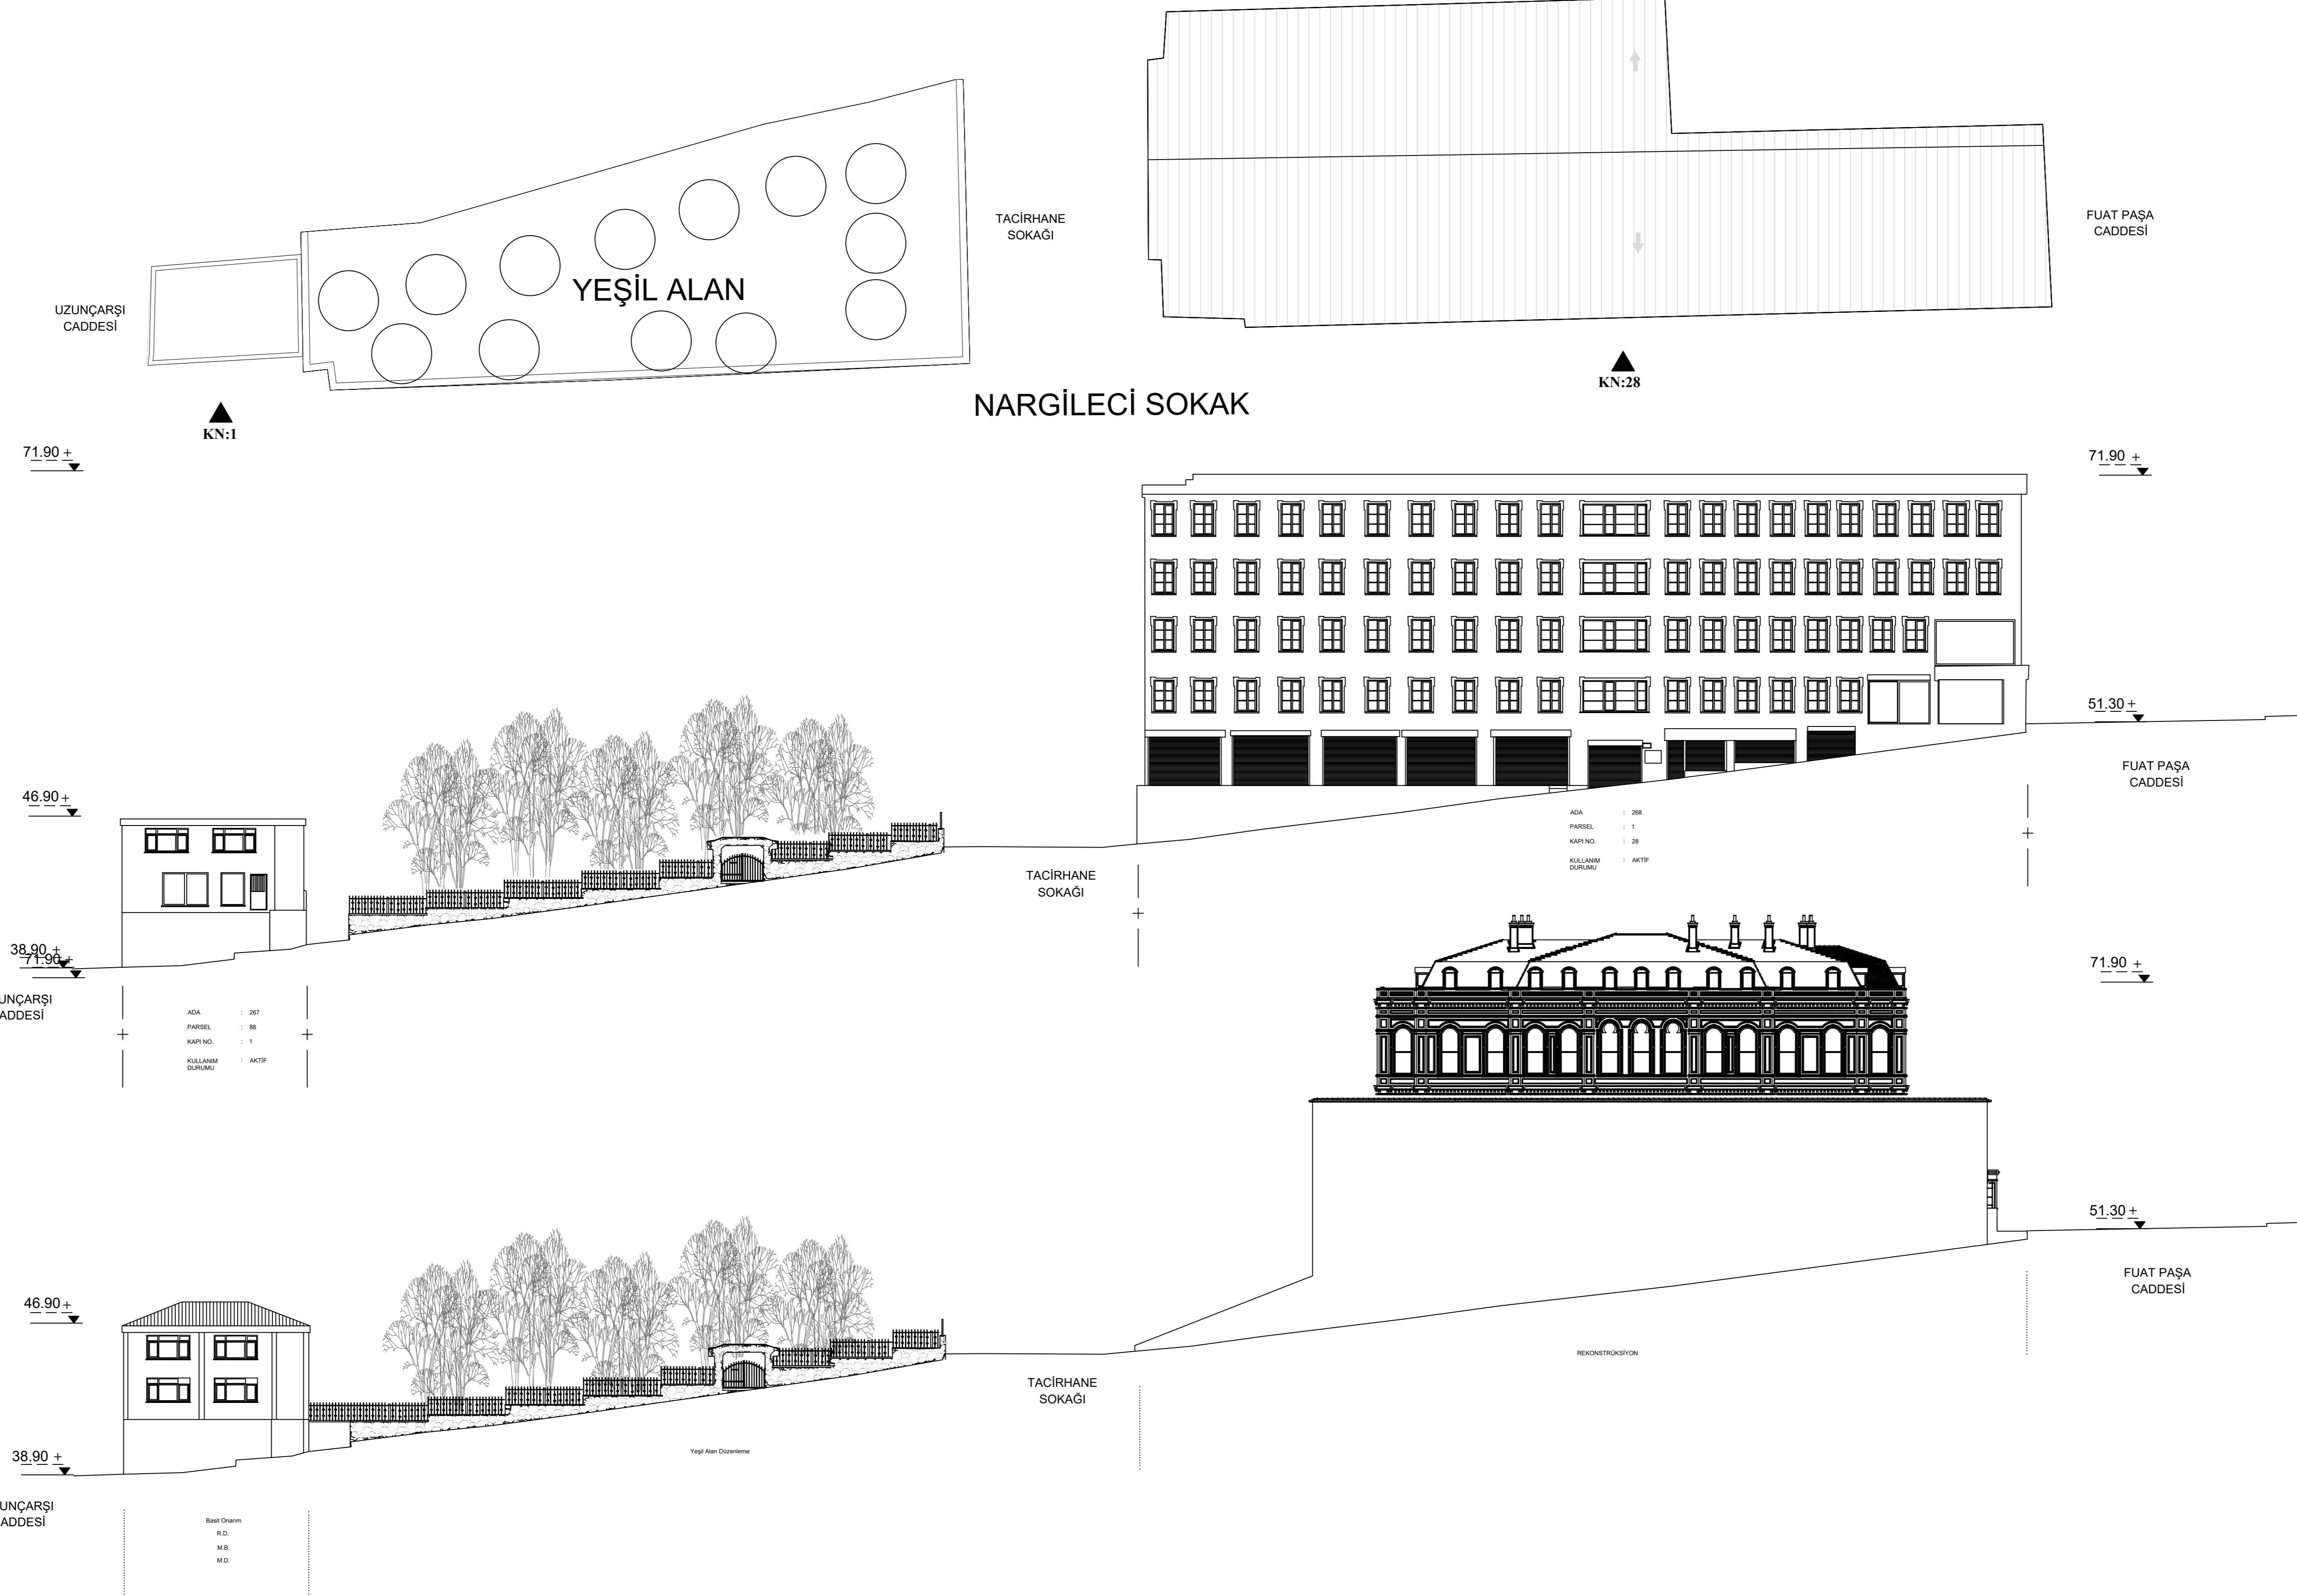 TACİRHANE
SOKAĞI
FUAT PAŞA
CADDESİ
YEŞİL ALAN
UZUNÇARŞI
CADDESİ
KN:28
NARGİLECİ SOKAK
KN:1
71.90 +
71.90 +
51.30 +
FUAT PAŞA
CADDESİ
46.90 +
ADA : 268
PARSEL : 1
KAPI NO. : 28
KULLANIM : AKTİF
DURUMU
TACİRHANE
SOKAĞI
38.90 +
71.90 +
71.90 +
UNÇARŞI
ADDESİ
ADA : 267
PARSEL : 88
KAPI NO. : 1
KULLANIM : AKTİF
DURUMU
51.30 +
FUAT PAŞA
CADDESİ
46.90 +
REKONSTRÜKSİYON
TACİRHANE
SOKAĞI
Yeşil Alan Düzenleme
38.90 +
UNÇARŞI
ADDESİ
Basit Onarım
R.D.
M.B.
M.D.